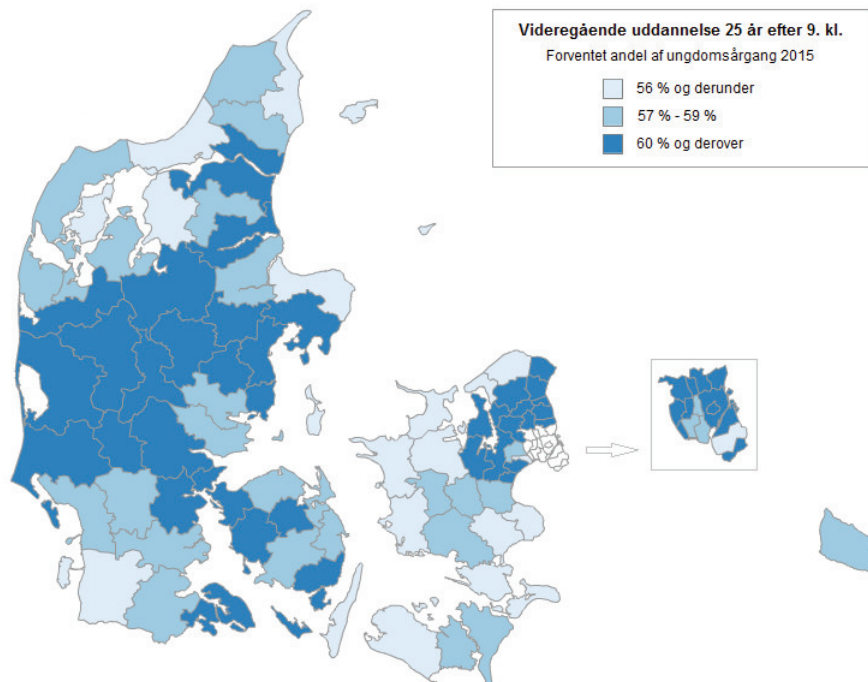 Videregående uddannelse 25 år efter 9. kl.
Forventet andel af ungdomsårgang 2015
56 % og derunder
57 % - 59 %
60 % og derover